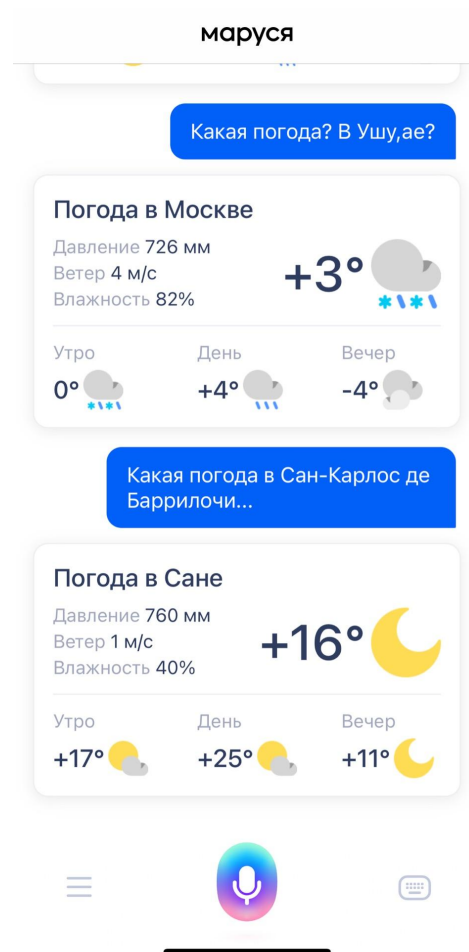 маруся
Какая погода? В Ушу,ае?
Погода в Москве
Давление 726 мм
Ветер 4 м/с
Влажность 82%
+3°
Утро День Вечер
0° +4° -4°
Какая погода в Сан-Карлос де
Баррилочи...
Погода в Сане
Давление 760 мм
Ветер 1 м/с
Влажность 40%
+16°
Утро День Вечер
+17° +25° +11°